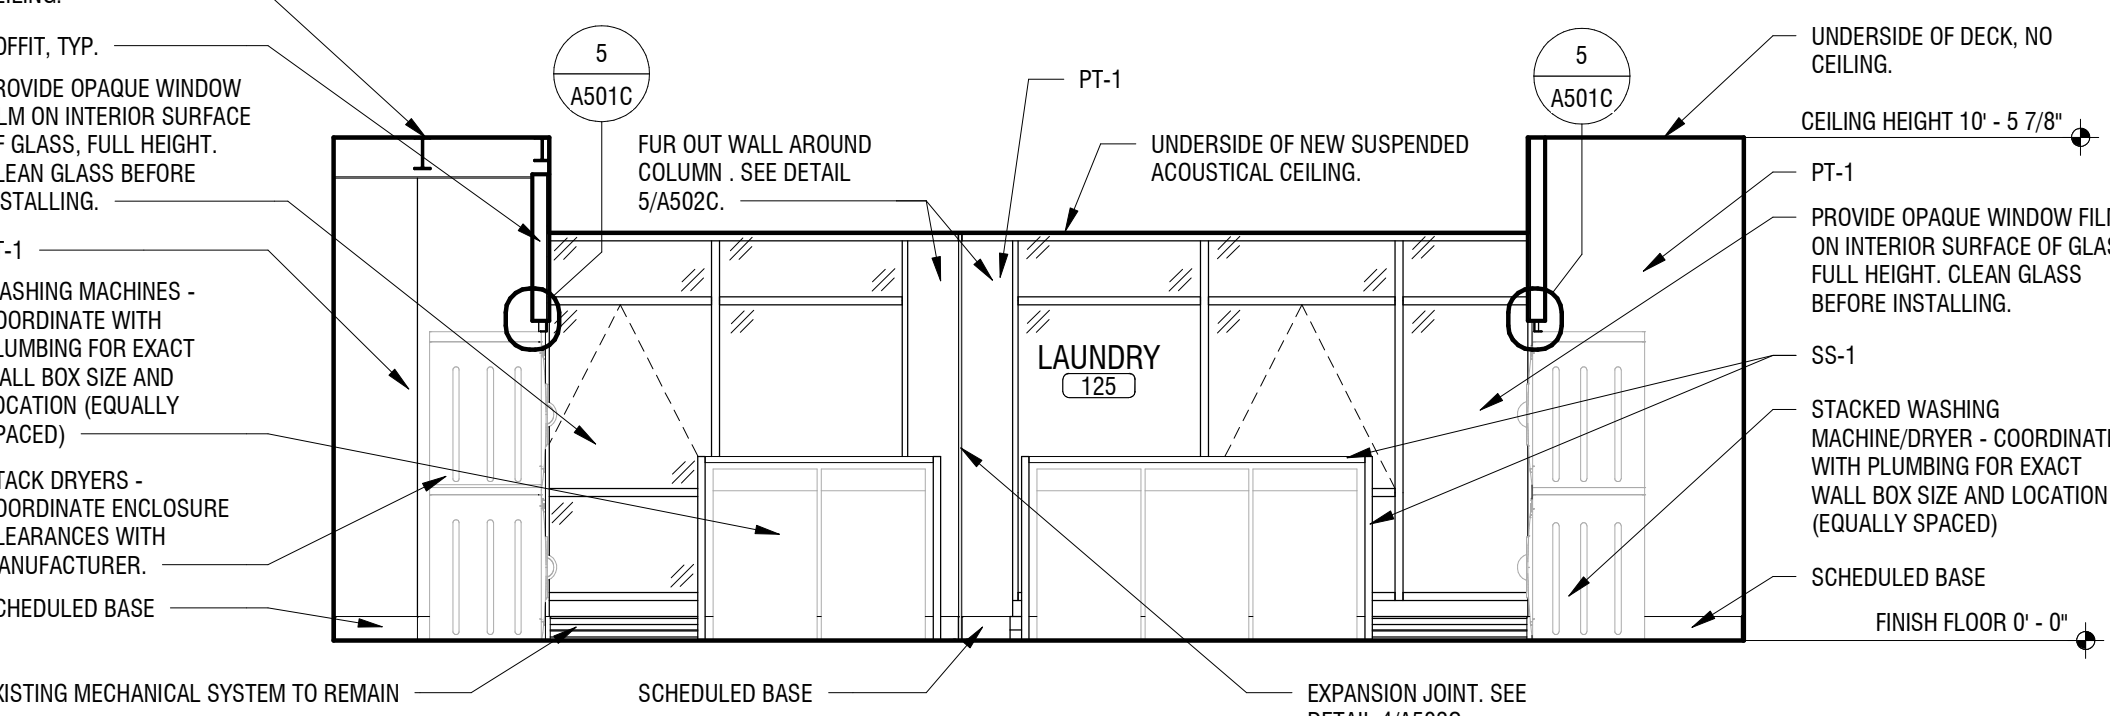 OFFIT, TYP.
ROVIDE OPAQUE WINDOW
LM ON INTERIOR SURFACE
F GLASS, FULL HEIGHT.
LEAN GLASS BEFORE
STALLING.
T-1
ASHING MACHINES -
OORDINATE WITH
LUMBING FOR EXACT
ALL BOX SIZE AND
OCATION (EQUALLY
PACED)
TACK DRYERS -
OORDINATE ENCLOSURE
LEARANCES WITH
ANUFACTURER.
CHEDULED BASE
XISTING MECHANICAL SYSTEM TO REMAIN
5
A501C
FUR OUT WALL AROUND
COLUMN . SEE DETAIL
5/A502C.
PT-1
UNDERSIDE OF NEW SUSPENDED
ACOUSTICAL CEILING.
LAUNDRY
125
SCHEDULED BASE
EXPANSION JOINT. SEE
5
A501C
UNDERSIDE OF DECK, NO
CEILING.
CEILING HEIGHT 10' - 5 7/8"
PT-1
PROVIDE OPAQUE WINDOW FILM
ON INTERIOR SURFACE OF GLAS
FULL HEIGHT. CLEAN GLASS
BEFORE INSTALLING.
SS-1
STACKED WASHING
MACHINE/DRYER - COORDINATE
WITH PLUMBING FOR EXACT
WALL BOX SIZE AND LOCATION
(EQUALLY SPACED)
SCHEDULED BASE
FINISH FLOOR 0' - 0"